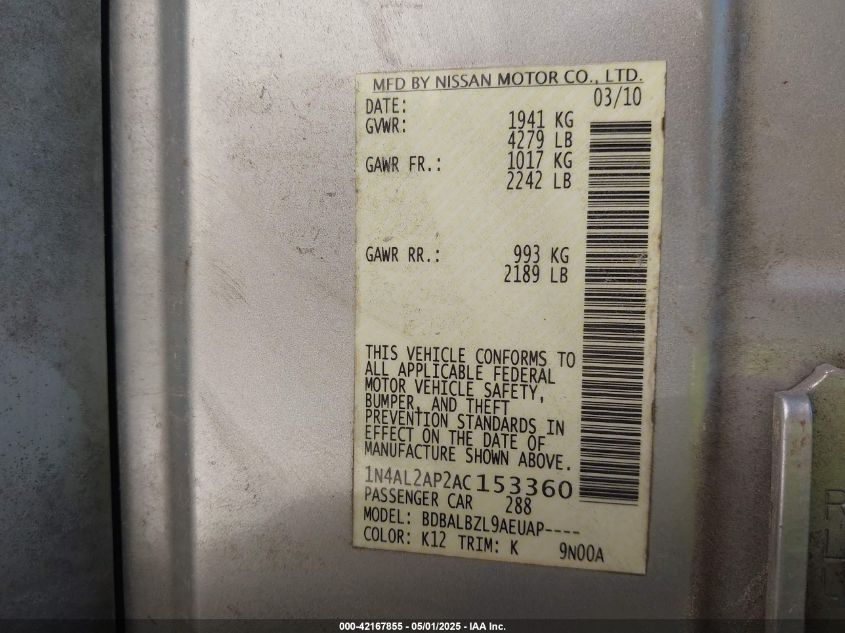 MFD BY NISSAN MOTOR CO., LTD.
DATE: 03/10
GVWR: 1941 KG
4279 LB
GAWR FR.: 1017 KG
2242 LB
GAWR RR.: 993 KG
2189 LB
THIS VEHICLE CONFORMS TO
ALL APPLICABLE FEDERAL
MOTOR VEHICLE SAFETY,
BUMPER, AND THEFT
PREVENTION STANDARDS IN
EFFECT ON THE DATE OF
MANUFACTURE SHOWN ABOVE.
1N4AL2AP2AC153360
PASSENGER CAR 288
MODEL: BDBALBZL9AEUAP----
COLOR: K12 TRIM: K 9N00A
000-42167855 - 05/01/2025 - IAA Inc.